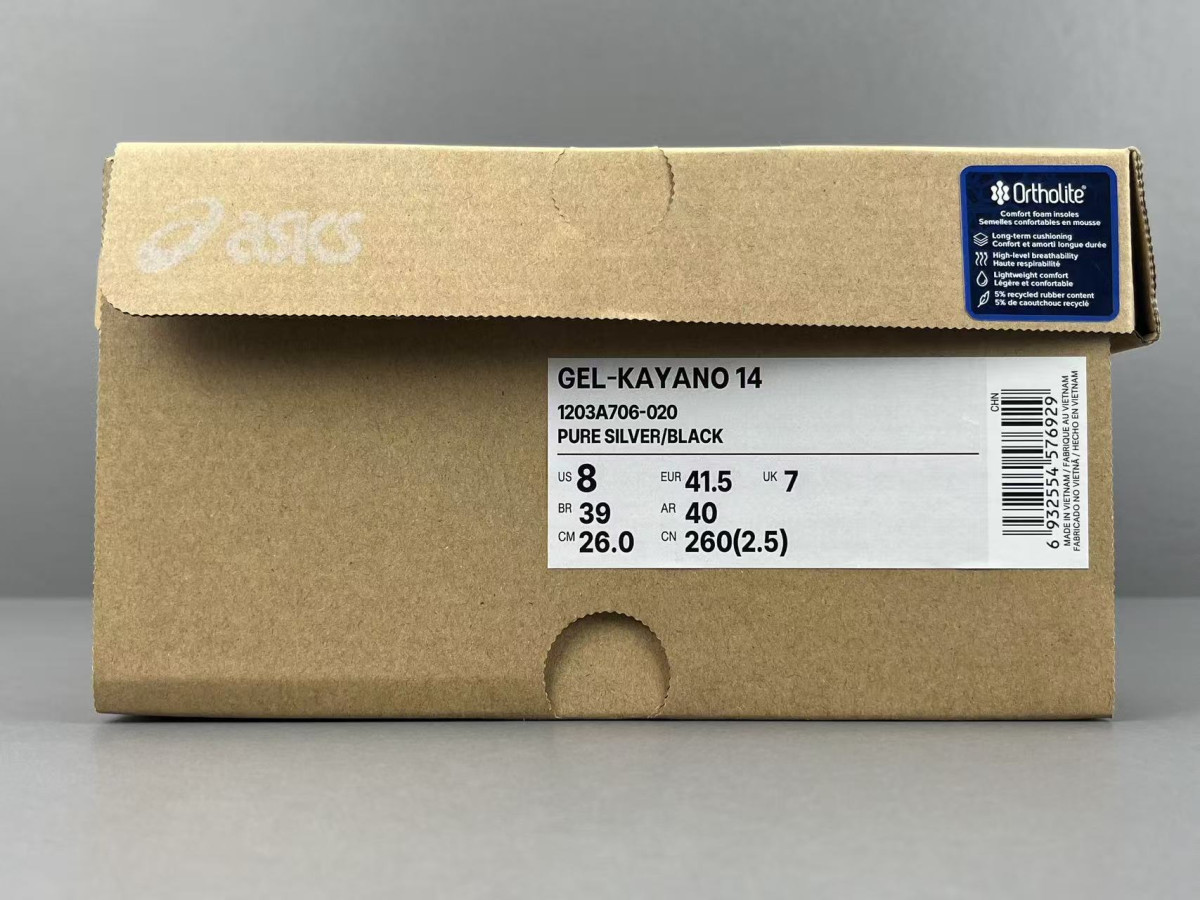 asics
Ortholite®
Comfort foam insoles
Semelles confortables en mousse
Long-term cushioning
Confort et amorti longue durée
High-level breathability
Haute respirabilité
Lightweight comfort
Légère et confortable
5% recycled rubber content
5% de caoutchouc recyclé
GEL-KAYANO 14
1203A706-020
PURE SILVER/BLACK
US 8 EUR 41.5 UK 7
BR 39 AR 40
CM 26.0 CN 260(2.5)
CHN
6 932554 576929
MADE IN VIETNAM / FABRIQUÉ AU VIETNAM
FABRICADO NO VIETNÃ / HECHO EN VIETNAM